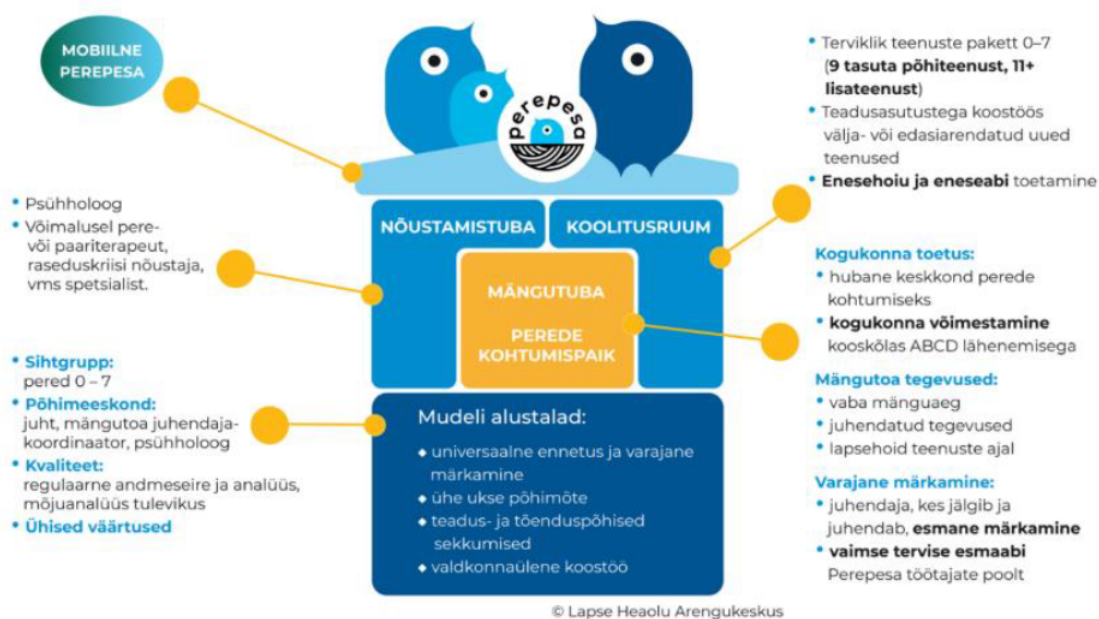 MOBIILNE
PEREPESA
perepesa
• Terviklik teenuste pakett 0–7
(9 tasuta põhiteenust, 11+
lisateenust)
• Teadusasutustega koostöös
välja- või edasiarendatud uued
teenused
• Enesehoiu ja eneseabi toetamine
• Psühholoog
• Võimalusel pere-
või paariterapeut,
raseduskriisi nõustaja,
vms spetsialist.
NÕUSTAMISTUBA
KOOLITUSRUUM
MÄNGUTUBA
PEREDE
KOHTUMISPAIK
Kogukonna toetus:
• hubane keskkond perede
kohtumiseks
• kogukonna võimestamine
kooskõlas ABCD lähenemisega
• Sihtgrupp:
pered 0 – 7
• Põhimeeskond:
juht, mängutoa juhendaja-
koordinaator, psühholoog
• Kvaliteet:
regulaarne andmeseire ja analüüs,
mõjuanalüüs tulevikus
• Ühised väärtused
Mudeli alustalad:
◆ universaalne ennetus ja varajane
märkamine
◆ ühe ukse põhimõte
◆ teadus- ja tõenduspõhised
sekkumised
◆ valdkonnaülene koostöö
Mängutoa tegevused:
• vaba mänguaeg
• juhendatud tegevused
• lapsehoid teenuste ajal
Varajane märkamine:
• juhendaja, kes jälgib ja
juhendab, esmane märkamine
• vaimse tervise esmaabi
Perepesa töötajate poolt
© Lapse Heaolu Arengukeskus